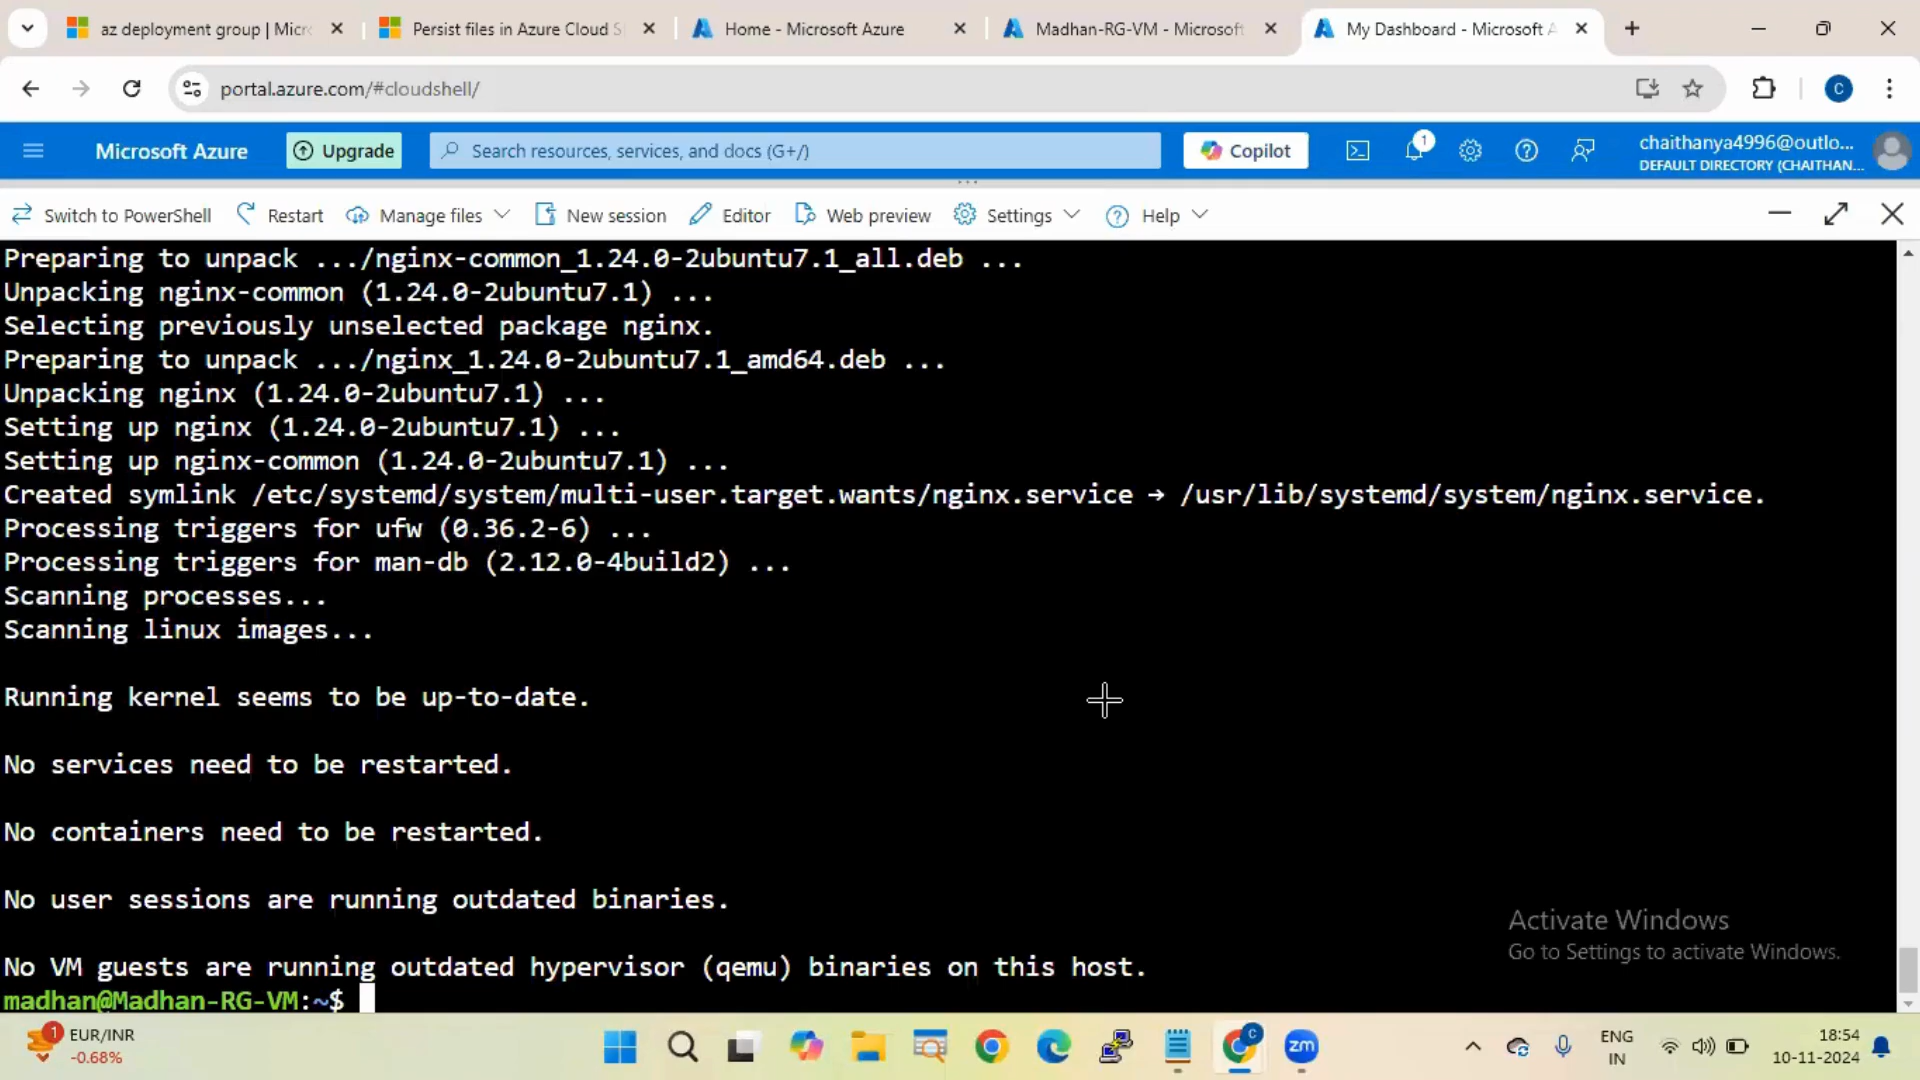 az deployment group | Micr
Persist files in Azure Cloud S
Home - Microsoft Azure
Madhan-RG-VM - Microsoft
My Dashboard - Microsoft A
portal.azure.com/#cloudshell/
C
Microsoft Azure
Upgrade
Search resources, services, and docs (G+/)
Copilot
1
chaithanya4996@outlo...
DEFAULT DIRECTORY (CHAITHAN...
Switch to PowerShell
Restart
Manage files
New session
Editor
Web preview
Settings
Help
Preparing to unpack .../nginx-common_1.24.0-2ubuntu7.1_all.deb ...
Unpacking nginx-common (1.24.0-2ubuntu7.1) ...
Selecting previously unselected package nginx.
Preparing to unpack .../nginx_1.24.0-2ubuntu7.1_amd64.deb ...
Unpacking nginx (1.24.0-2ubuntu7.1) ...
Setting up nginx (1.24.0-2ubuntu7.1) ...
Setting up nginx-common (1.24.0-2ubuntu7.1) ...
Created symlink /etc/systemd/system/multi-user.target.wants/nginx.service → /usr/lib/systemd/system/nginx.service.
Processing triggers for ufw (0.36.2-6) ...
Processing triggers for man-db (2.12.0-4build2) ...
Scanning processes...
Scanning linux images...
Running kernel seems to be up-to-date.
No services need to be restarted.
No containers need to be restarted.
No user sessions are running outdated binaries.
No VM guests are running outdated hypervisor (qemu) binaries on this host.
madhan@Madhan-RG-VM:~$
Activate Windows
Go to Settings to activate Windows.
1
EUR/INR
-0.68%
C
zm
ENG
IN
18:54
10-11-2024